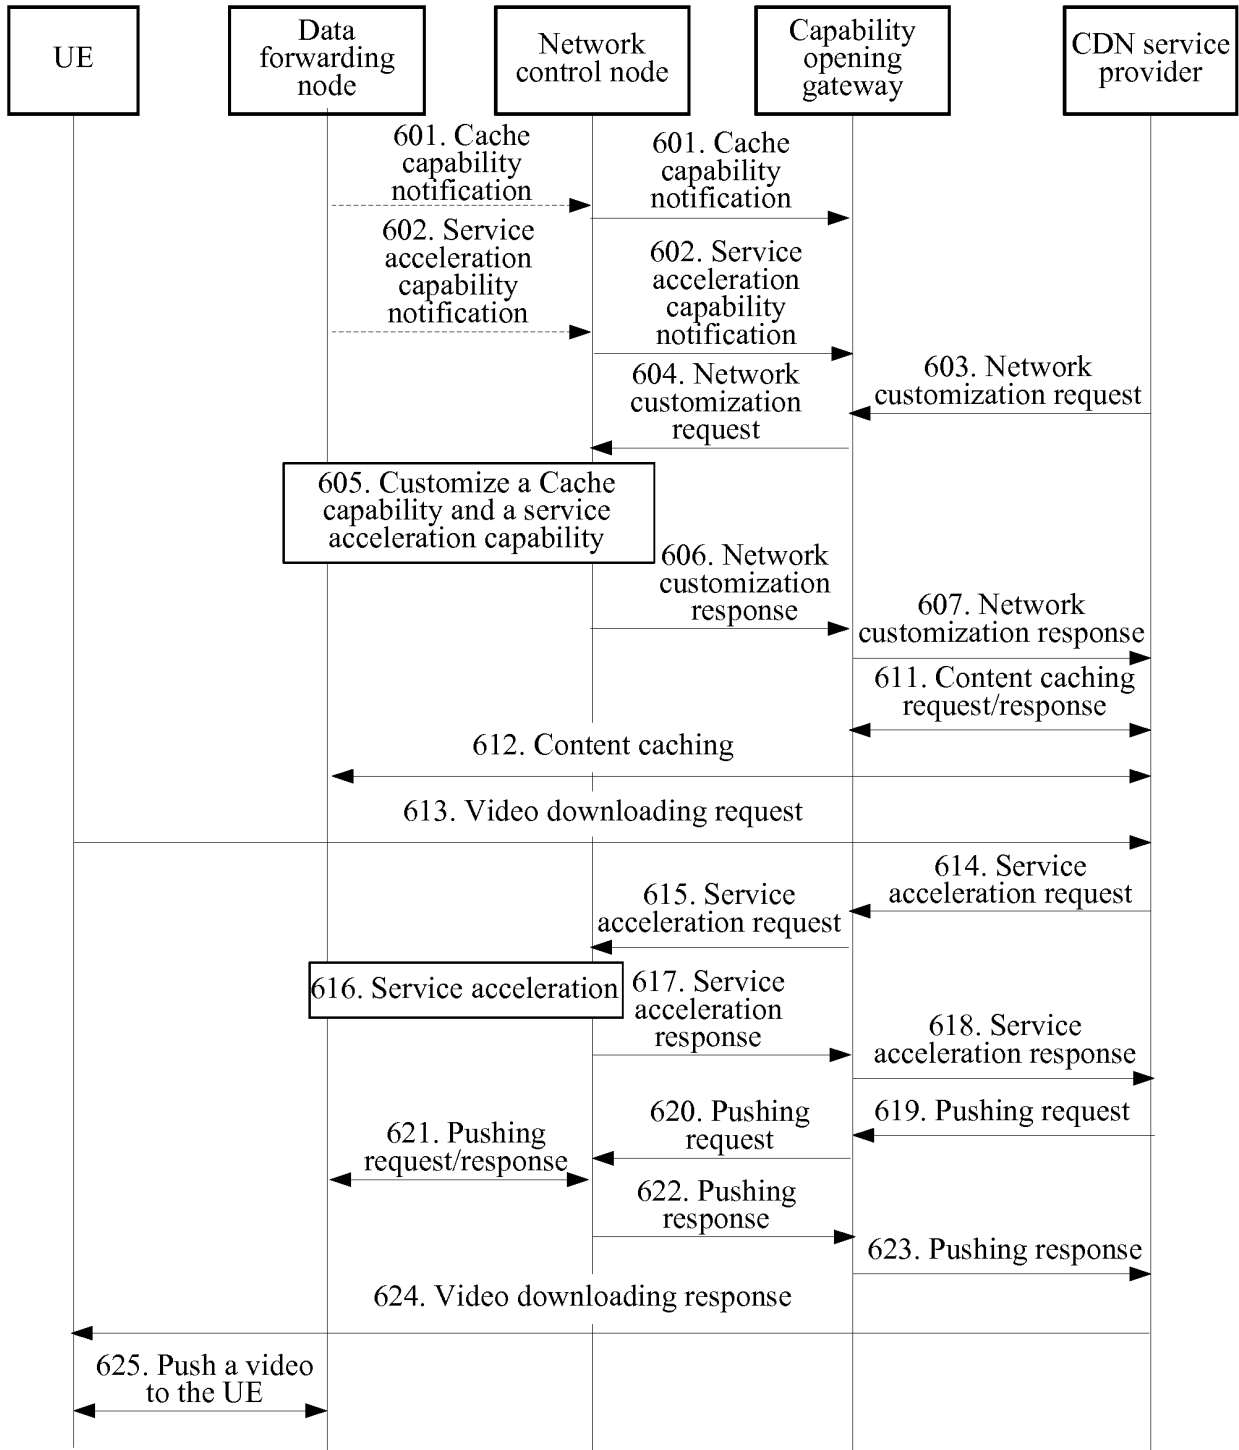 UE
Data
forwarding
node
Network
control node
Capability
opening
gateway
CDN service
provider
601. Cache
capability
notification
601. Cache
capability
notification
602. Service
acceleration
capability
notification
602. Service
acceleration
capability
notification
603. Network
customization request
604. Network
customization
request
605. Customize a Cache
capability and a service
acceleration capability
606. Network
customization
response
607. Network
customization response
611. Content caching
request/response
612. Content caching
613. Video downloading request
614. Service
acceleration request
615. Service
acceleration request
616. Service acceleration
617. Service
acceleration
response
618. Service
acceleration response
619. Pushing request
620. Pushing
request
621. Pushing
request/response
622. Pushing
response
623. Pushing response
624. Video downloading response
625. Push a video
to the UE